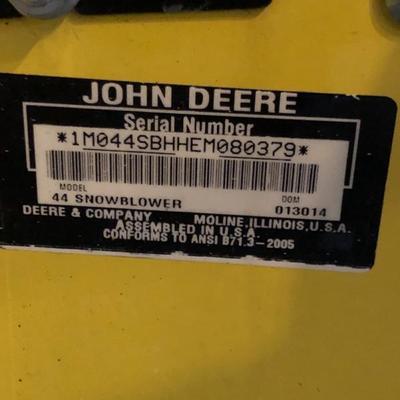 JOHN DEERE
Serial Number
*1M044SBHHEM080379*
MODEL DOM
44 SNOWBLOWER 013014
DEERE & COMPANY MOLINE, ILLINOIS, U.S.A.
ASSEMBLED IN U.S.A.
CONFORMS TO ANSI B71.3-2005